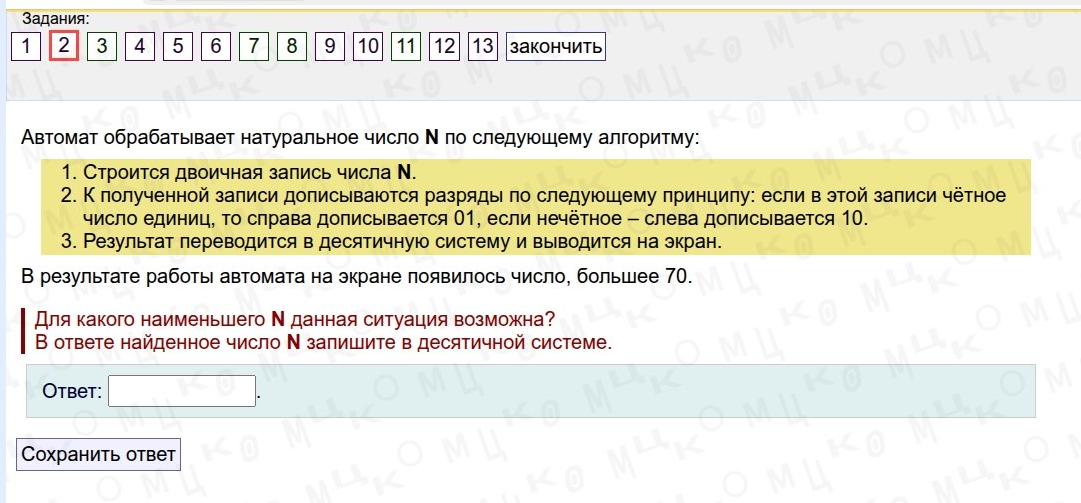 Задания:
1 2 3 4 5 6 7 8 9 10 11 12 13 закончить
Автомат обрабатывает натуральное число N по следующему алгоритму:
1. Строится двоичная запись числа N.
2. К полученной записи дописываются разряды по следующему принципу: если в этой записи чётное
число единиц, то справа дописывается 01, если нечётное – слева дописывается 10.
3. Результат переводится в десятичную систему и выводится на экран.
В результате работы автомата на экране появилось число, большее 70.
Для какого наименьшего N данная ситуация возможна?
В ответе найденное число N запишите в десятичной системе.
Ответ: .
Сохранить ответ